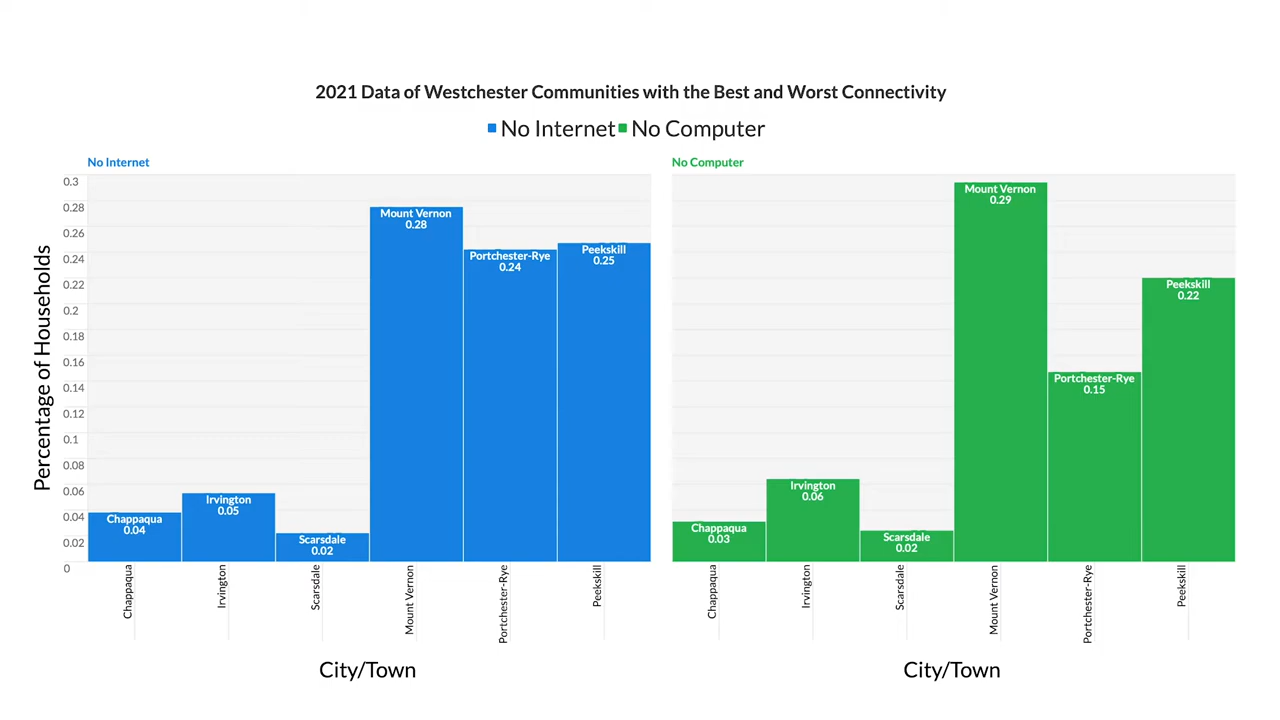 2021 Data of Westchester Communities with the Best and Worst Connectivity
No Internet No Computer
No Internet
Percentage of Households
0.3
0.28
0.26
0.24
0.22
0.2
0.18
0.16
0.14
0.12
0.1
0.08
0.06
0.04
0.02
0
Chappaqua
0.04
Irvington
0.05
Scarsdale
0.02
Mount Vernon
0.28
Portchester-Rye
0.24
Peekskill
0.25
Chappaqua
Irvington
Scarsdale
Mount Vernon
Portchester-Rye
Peekskill
City/Town
No Computer
Chappaqua
0.03
Irvington
0.06
Scarsdale
0.02
Mount Vernon
0.29
Portchester-Rye
0.15
Peekskill
0.22
Chappaqua
Irvington
Scarsdale
Mount Vernon
Portchester-Rye
Peekskill
City/Town